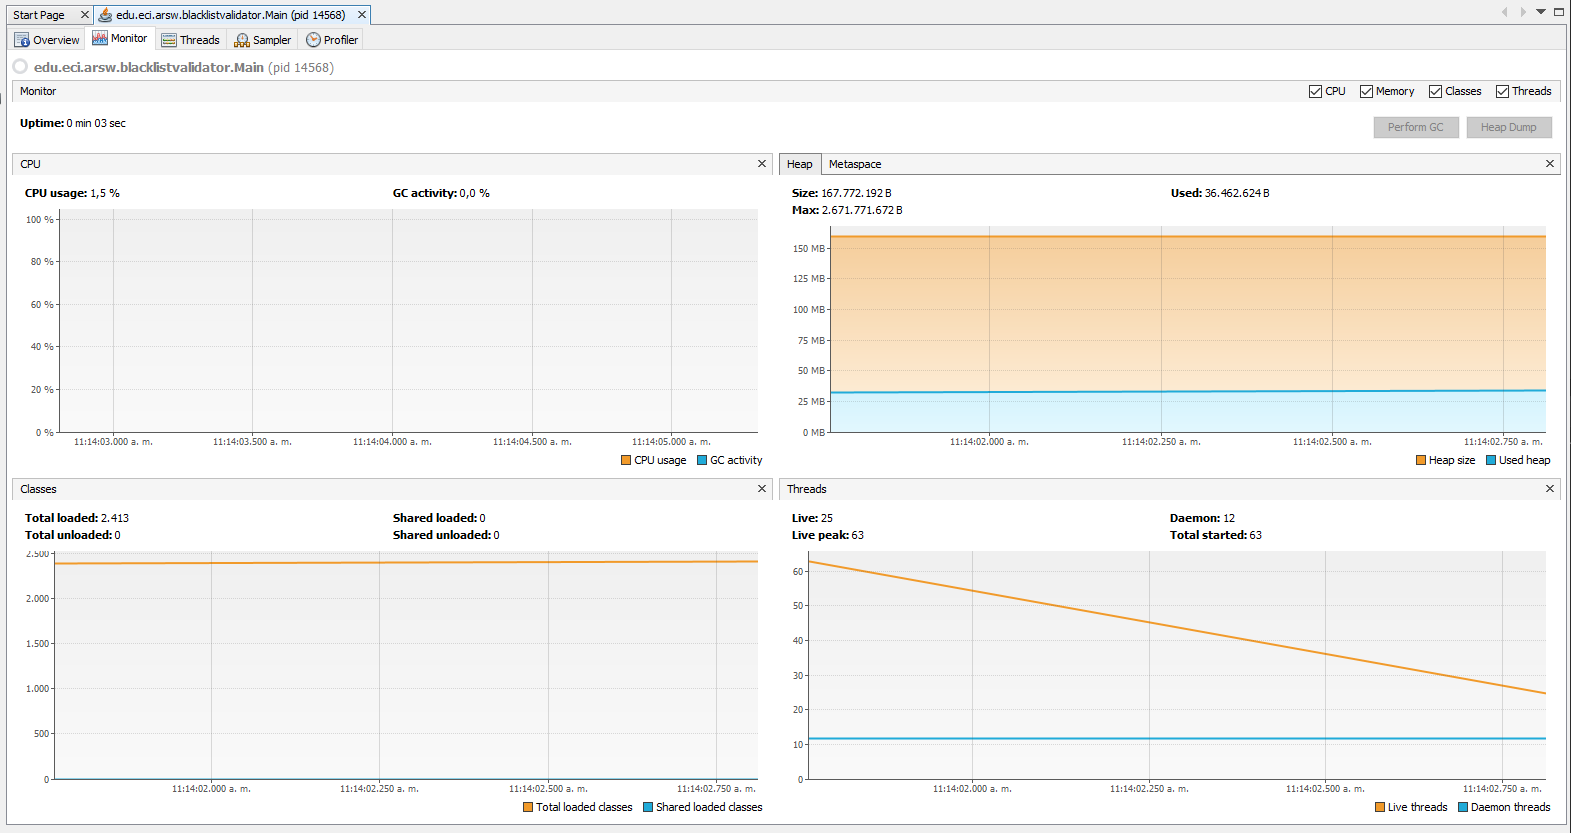 Start Page
edu.eci.arsw.blacklistvalidator.Main (pid 14568)
Overview
Monitor
Threads
Sampler
Profiler
edu.eci.arsw.blacklistvalidator.Main (pid 14568)
Monitor
CPU
Memory
Classes
Threads
Uptime: 0 min 03 sec
Perform GC
Heap Dump
CPU
CPU usage: 1,5 %
GC activity: 0,0 %
100 %
80 %
60 %
40 %
20 %
0 %
11:14:03.000 a. m.
11:14:03.500 a. m.
11:14:04.000 a. m.
11:14:04.500 a. m.
11:14:05.000 a. m.
CPU usage
GC activity
Heap
Metaspace
Size: 167.772.192 B
Used: 36.462.624 B
Max: 2.671.771.672 B
150 MB
125 MB
100 MB
75 MB
50 MB
25 MB
0 MB
11:14:02.000 a. m.
11:14:02.250 a. m.
11:14:02.500 a. m.
11:14:02.750 a. m.
Heap size
Used heap
Classes
Total loaded: 2.413
Shared loaded: 0
Total unloaded: 0
Shared unloaded: 0
2.500
2.000
1.500
1.000
500
0
11:14:02.000 a. m.
11:14:02.250 a. m.
11:14:02.500 a. m.
11:14:02.750 a. m.
Total loaded classes
Shared loaded classes
Threads
Live: 25
Daemon: 12
Live peak: 63
Total started: 63
60
50
40
30
20
10
0
11:14:02.000 a. m.
11:14:02.250 a. m.
11:14:02.500 a. m.
11:14:02.750 a. m.
Live threads
Daemon threads